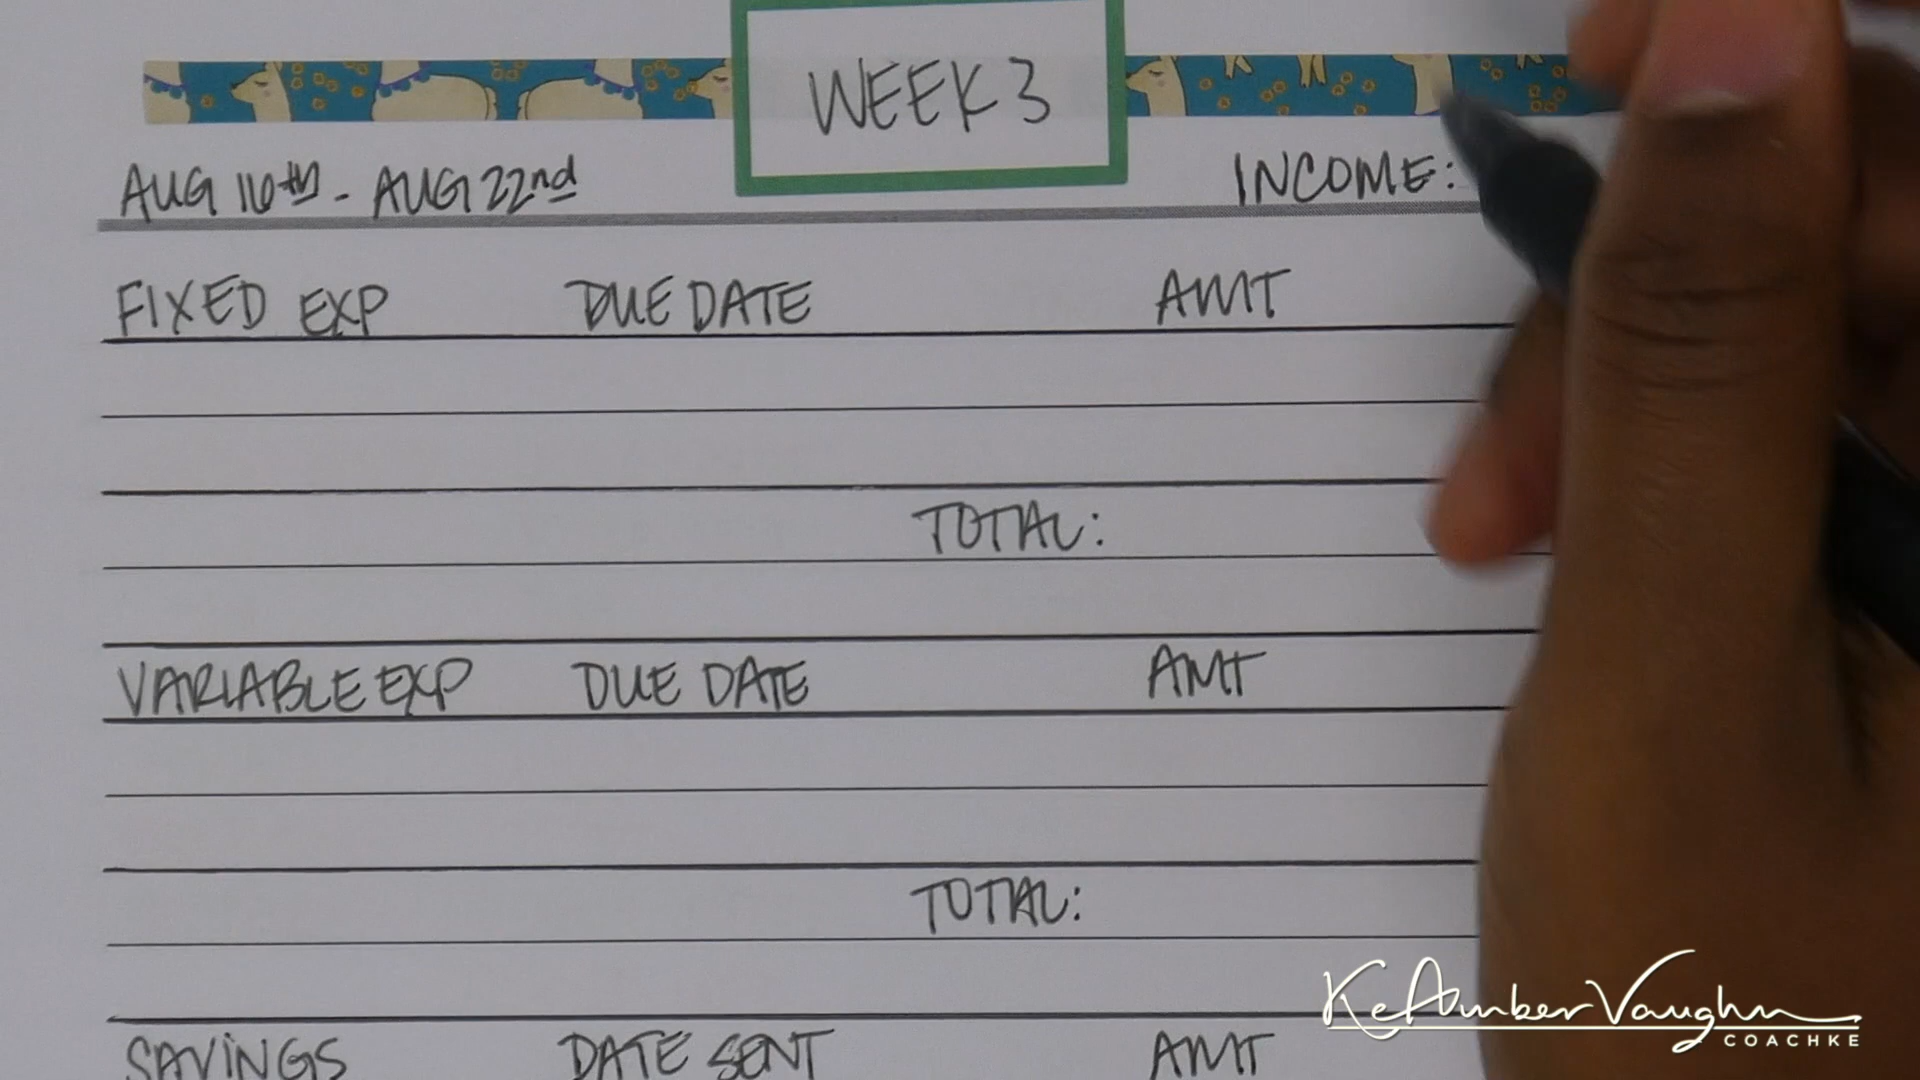 WEEK 3
AUG 16th - AUG 22nd INCOME:
FIXED EXP DUE DATE AMT
TOTAL:
VARIABLE EXP DUE DATE AMT
TOTAL:
SAVINGS DATE SENT AMT
KeAmber Vaughn
COACHKE